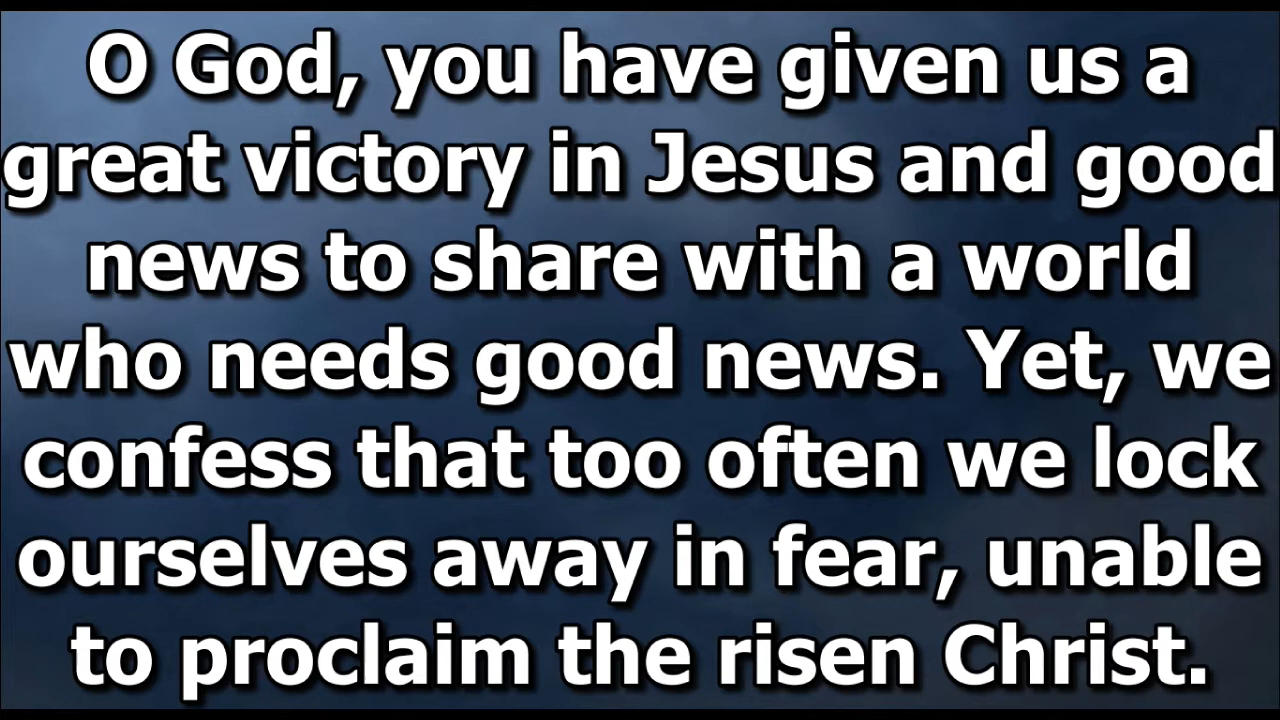 O God, you have given us a
great victory in Jesus and good
news to share with a world
who needs good news. Yet, we
confess that too often we lock
ourselves away in fear, unable
to proclaim the risen Christ.